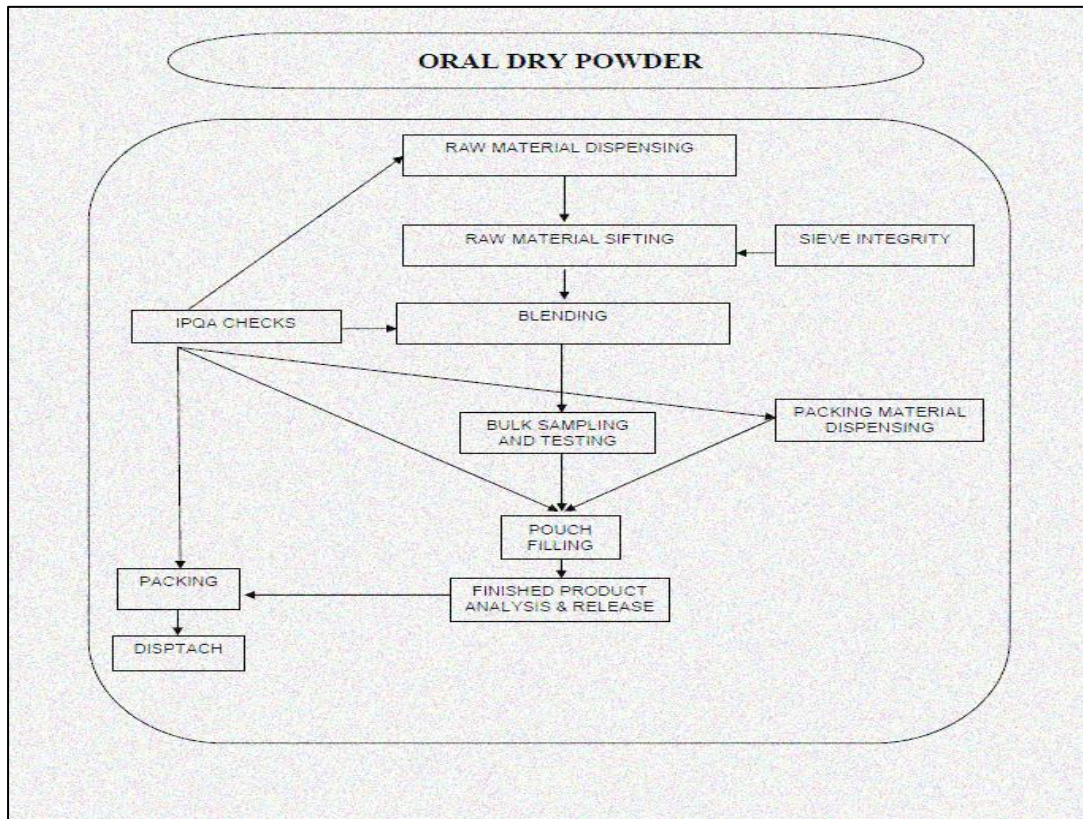 ORAL DRY POWDER
RAW MATERIAL DISPENSING
RAW MATERIAL SIFTING
SIEVE INTEGRITY
IPQA CHECKS
BLENDING
PACKING MATERIAL
DISPENSING
BULK SAMPLING
AND TESTING
POUCH
FILLING
PACKING
FINISHED PRODUCT
ANALYSIS & RELEASE
DISPTACH